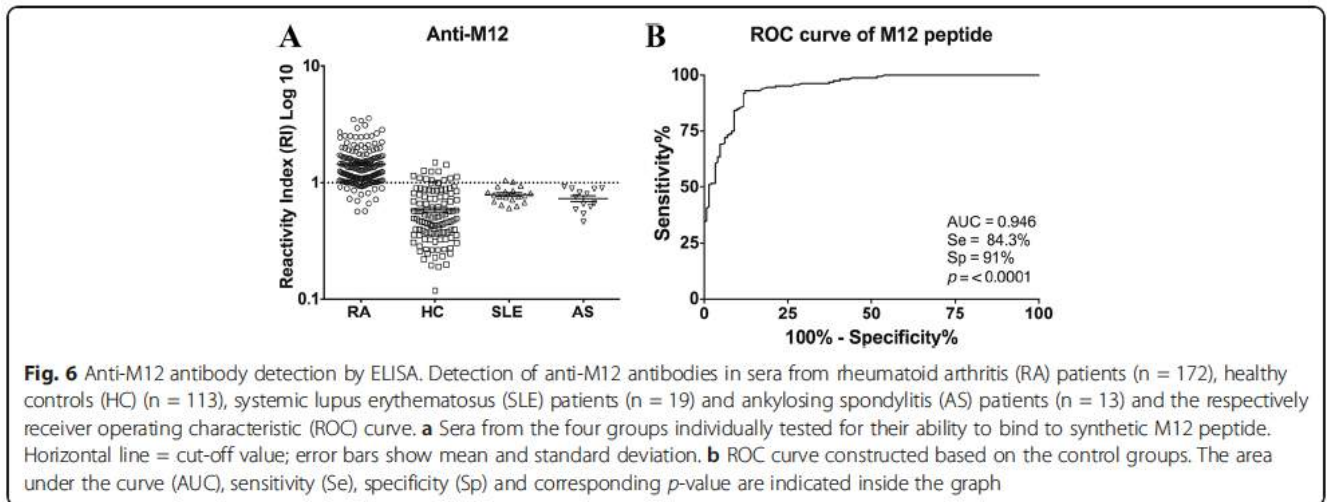 A
Anti-M12
Reactivity Index (RI) Log 10
10
1
0.1
RA HC SLE AS
B
ROC curve of M12 peptide
Sensitivity%
100
75
50
25
0
AUC = 0.946
Se = 84.3%
Sp = 91%
p=<0.0001
0 25 50 75 100
100% - Specificity%
Fig. 6 Anti-M12 antibody detection by ELISA. Detection of anti-M12 antibodies in sera from rheumatoid arthritis (RA) patients (n = 172), healthy
controls (HC) (n = 113), systemic lupus erythematosus (SLE) patients (n = 19) and ankylosing spondylitis (AS) patients (n = 13) and the respectively
receiver operating characteristic (ROC) curve. a Sera from the four groups individually tested for their ability to bind to synthetic M12 peptide.
Horizontal line = cut-off value; error bars show mean and standard deviation. b ROC curve constructed based on the control groups. The area
under the curve (AUC), sensitivity (Se), specificity (Sp) and corresponding p-value are indicated inside the graph